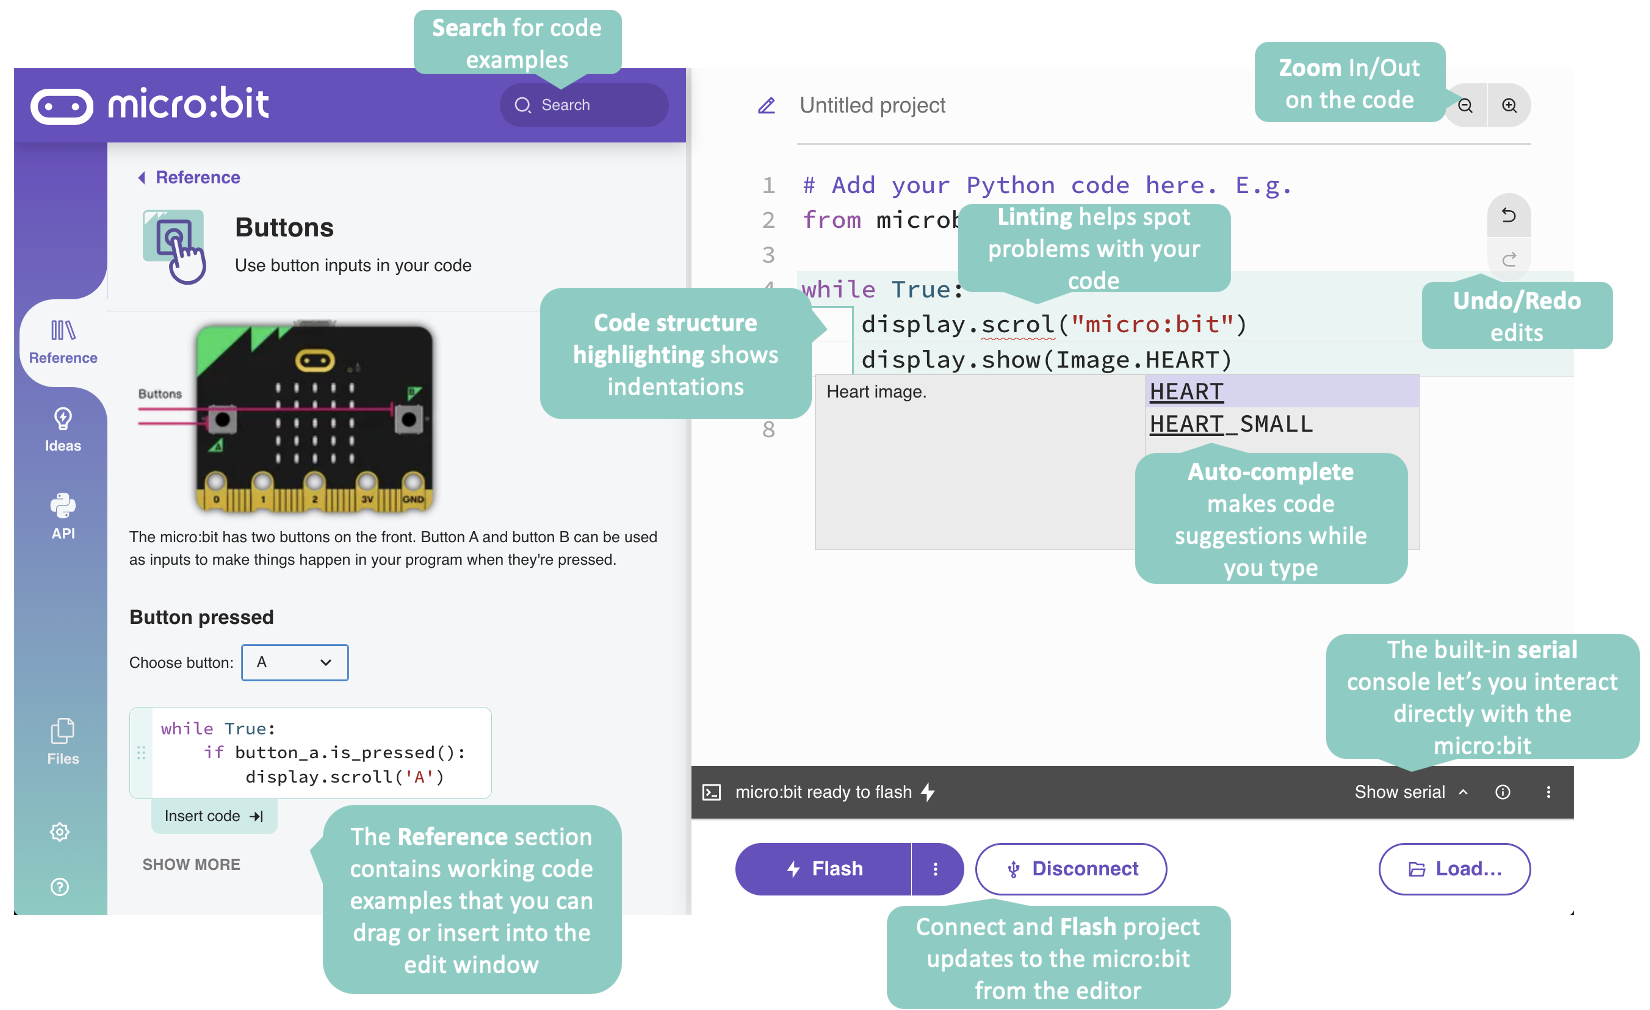 Search for code
examples
Zoom In/Out
on the code
micro:bit
Search
Untitled project
Reference
Buttons
Use button inputs in your code
Reference
Ideas
API
Files
Buttons
B
A
0 1 2 3V GND
The micro:bit has two buttons on the front. Button A and button B can be used
as inputs to make things happen in your program when they're pressed.
Button pressed
Choose button: A
while True:
if button_a.is_pressed():
display.scroll('A')
Insert code
SHOW MORE
The Reference section
contains working code
examples that you can
drag or insert into the
edit window
1 # Add your Python code here. E.g.
2 from microb
3
4 while True:
display.scrol("micro:bit")
display.show(Image.HEART)
8
Linting helps spot
problems with your
code
Code structure
highlighting shows
indentations
Undo/Redo
edits
Heart image.
HEART
HEART_SMALL
Auto-complete
makes code
suggestions while
you type
The built-in serial
console let’s you interact
directly with the
micro:bit
micro:bit ready to flash
Show serial
Flash
Disconnect
Load...
Connect and Flash project
updates to the micro:bit
from the editor